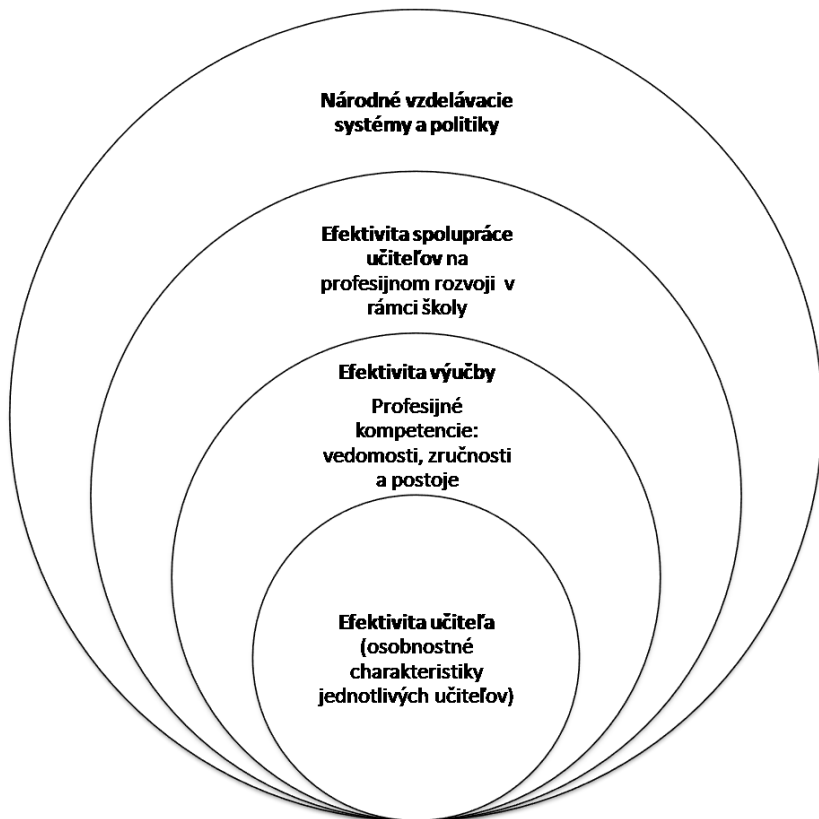 Národné vzdelávacie
systémy a politiky
Efektivita spolupráce
učiteľov na
profesijnom rozvoji v
rámci školy
Efektivita výučby
Profesijné
kompetencie:
vedomosti, zručnosti
a postoje
Efektivita učiteľa
(osobnostné
charakteristiky
jednotlivých učiteľov)